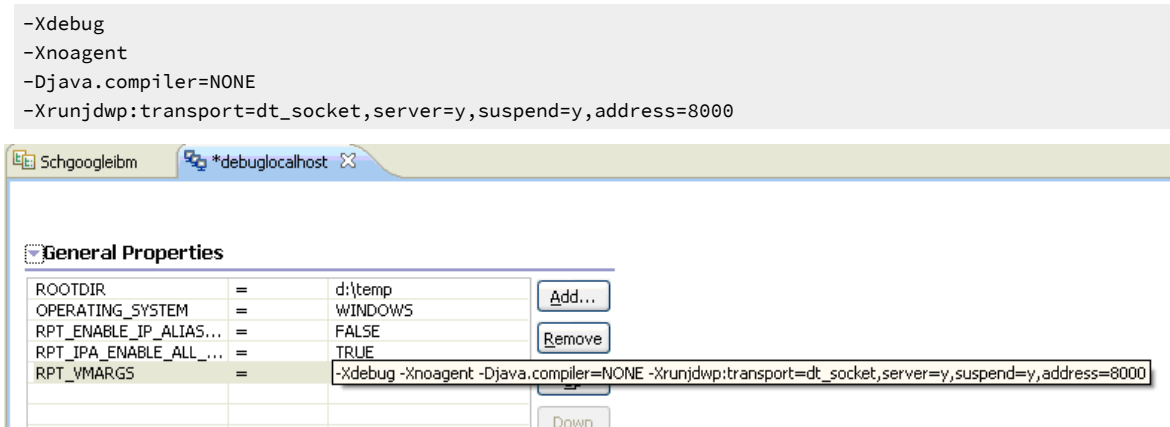 -Xdebug
-Xnoagent
-Djava.compiler=NONE
-Xrunjdwp:transport=dt_socket,server=y,suspend=y,address=8000
Schgoogleibm *debuglocalhost
General Properties
ROOTDIR = d:\temp
OPERATING_SYSTEM = WINDOWS
RPT_ENABLE_IP_ALIAS... = FALSE
RPT_IPA_ENABLE_ALL_... = TRUE
RPT_VMARGS = -Xdebug -Xnoagent -Djava.compiler=NONE -Xrunjdwp:transport=dt_socket,server=y,suspend=y,address=8000
Add...
Remove
Down